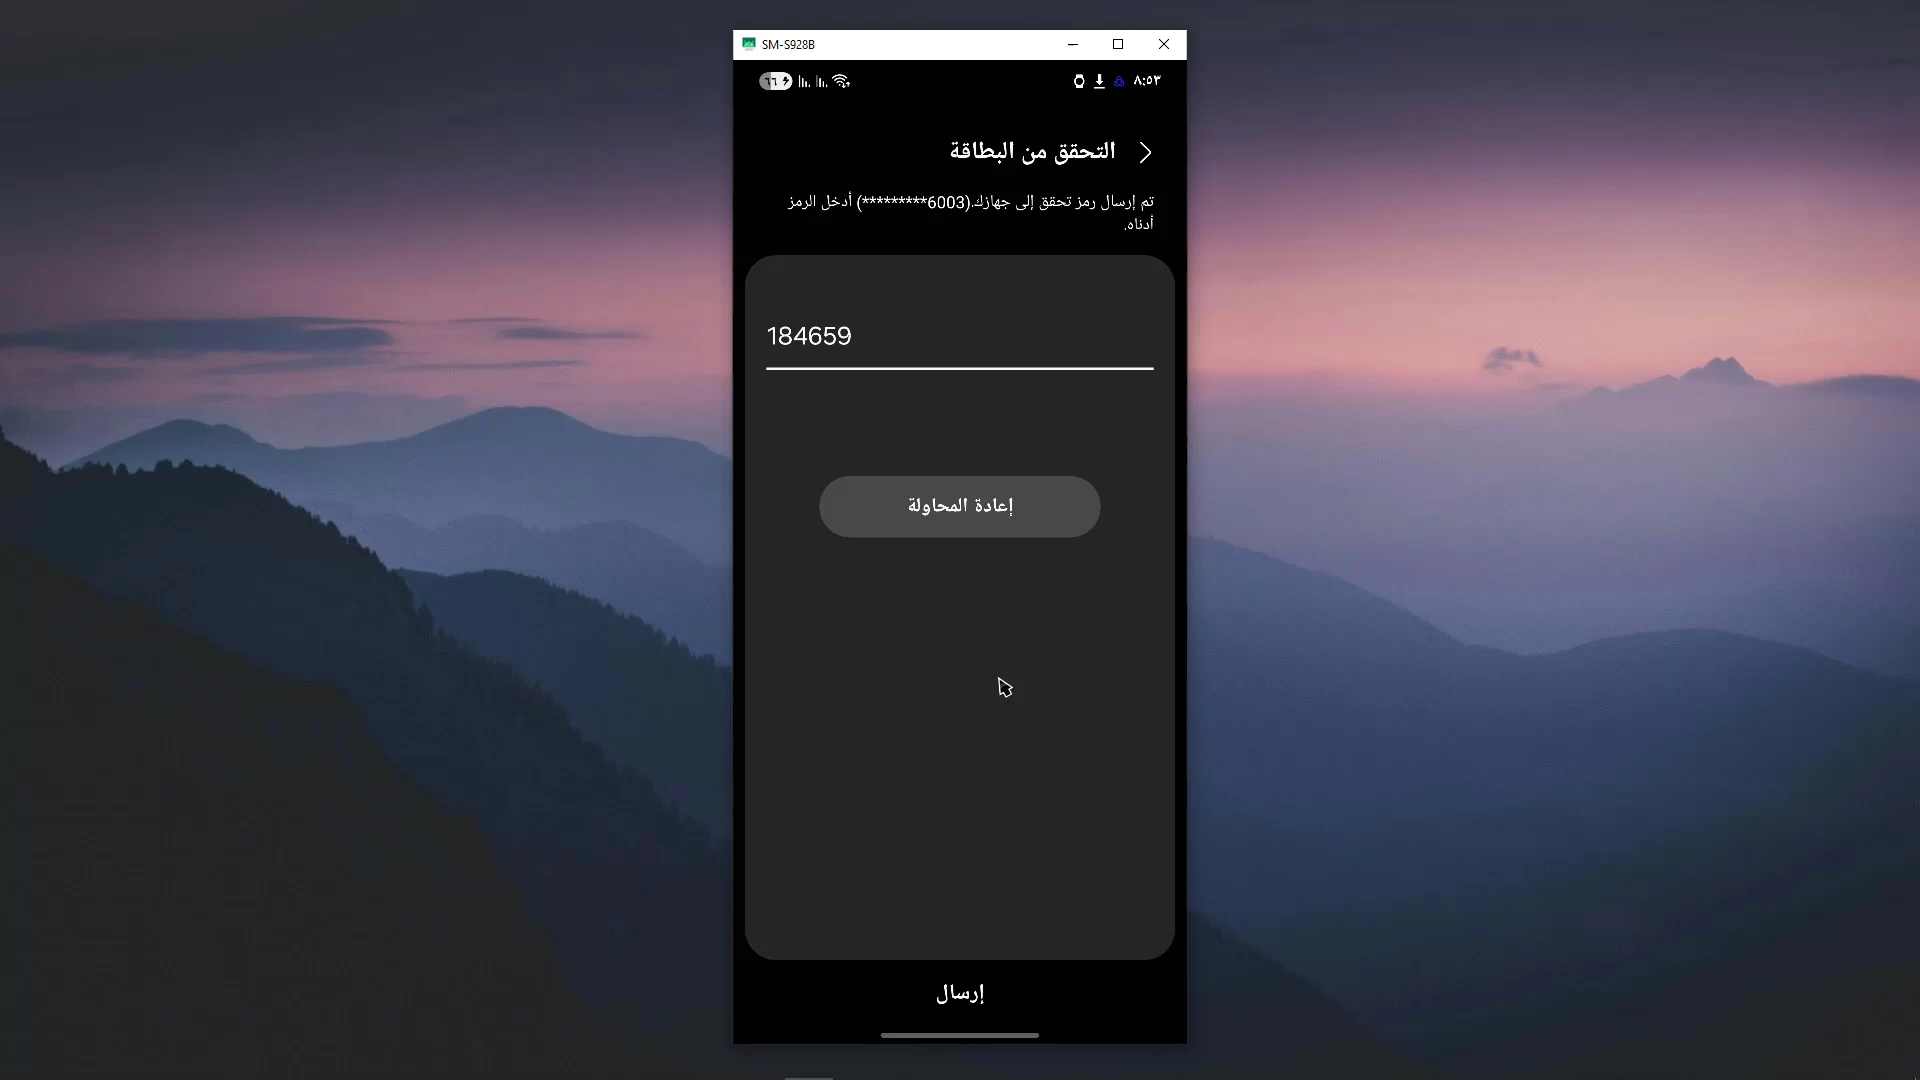 SM-S928B
٦٦
٨:٥٣
التحقق من البطاقة
تم إرسال رمز تحقق إلى جهازك.(*********6003) أدخل الرمز
أدناه.
184659
إعادة المحاولة
إرسال